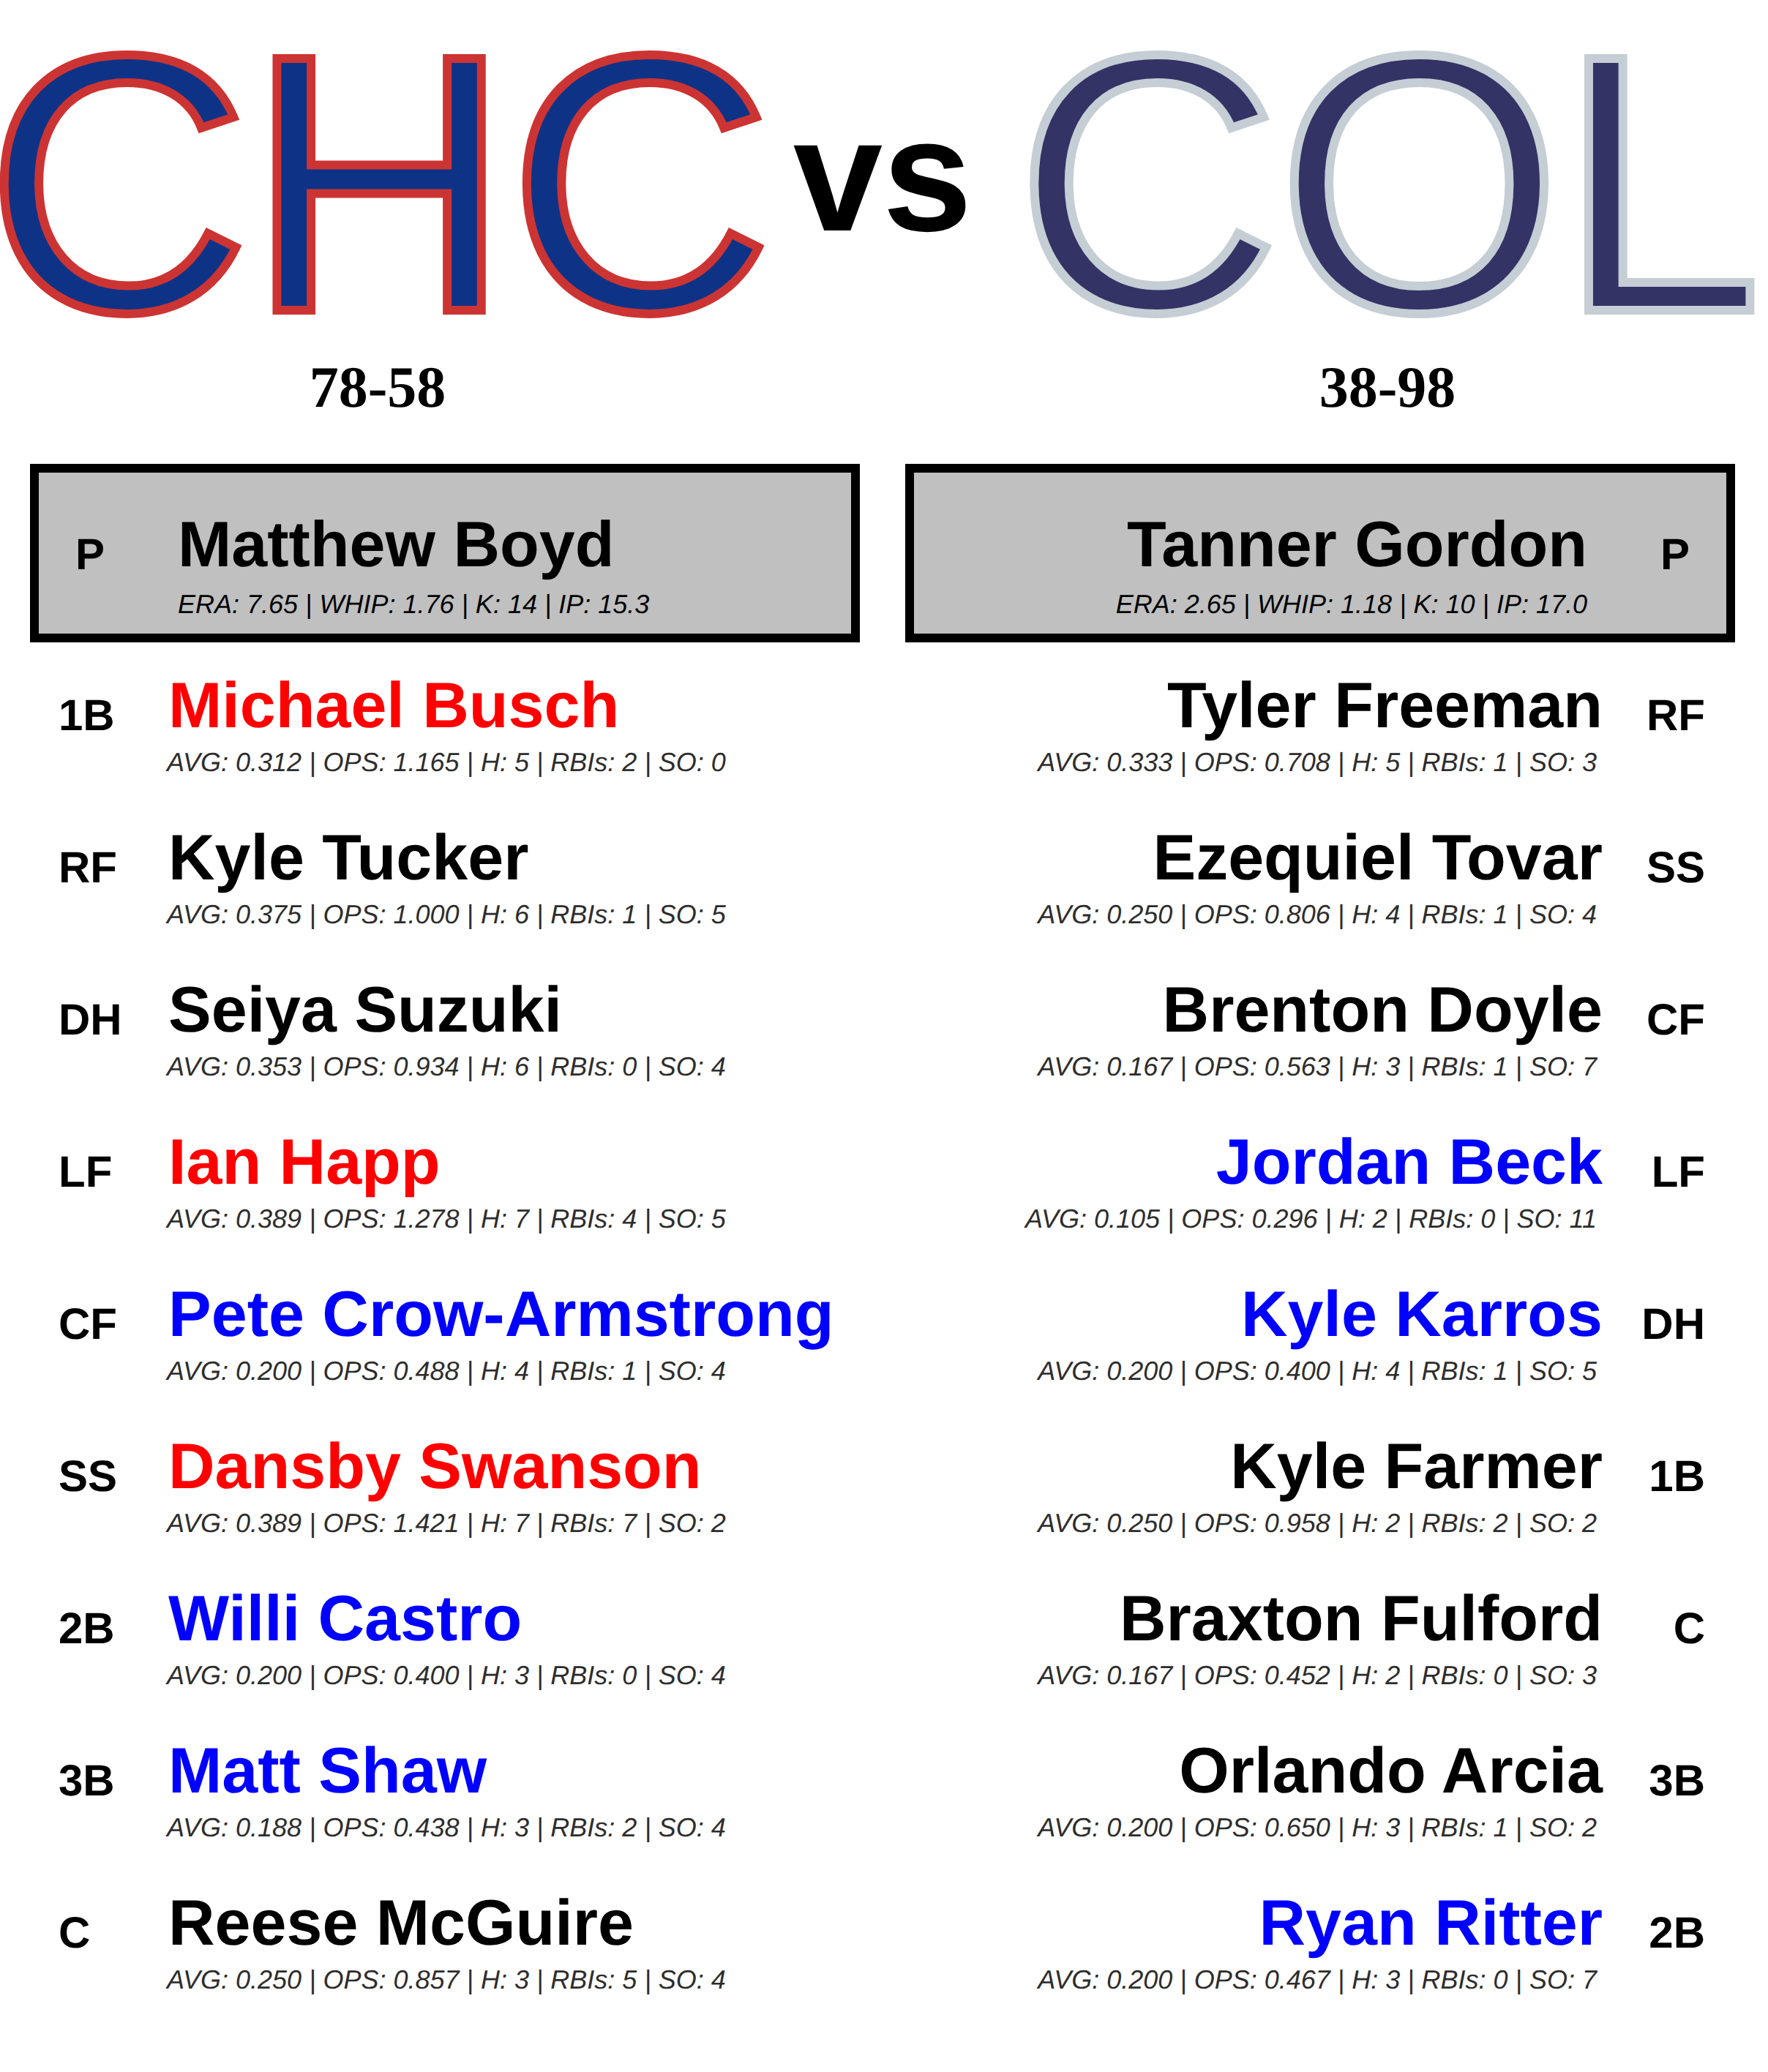 CHC vs COL
78-58 38-98
P Matthew Boyd
ERA: 7.65 | WHIP: 1.76 | K: 14 | IP: 15.3
Tanner Gordon P
ERA: 2.65 | WHIP: 1.18 | K: 10 | IP: 17.0
1B Michael Busch
AVG: 0.312 | OPS: 1.165 | H: 5 | RBIs: 2 | SO: 0
RF Kyle Tucker
AVG: 0.375 | OPS: 1.000 | H: 6 | RBIs: 1 | SO: 5
DH Seiya Suzuki
AVG: 0.353 | OPS: 0.934 | H: 6 | RBIs: 0 | SO: 4
LF Ian Happ
AVG: 0.389 | OPS: 1.278 | H: 7 | RBIs: 4 | SO: 5
CF Pete Crow-Armstrong
AVG: 0.200 | OPS: 0.488 | H: 4 | RBIs: 1 | SO: 4
SS Dansby Swanson
AVG: 0.389 | OPS: 1.421 | H: 7 | RBIs: 7 | SO: 2
2B Willi Castro
AVG: 0.200 | OPS: 0.400 | H: 3 | RBIs: 0 | SO: 4
3B Matt Shaw
AVG: 0.188 | OPS: 0.438 | H: 3 | RBIs: 2 | SO: 4
C Reese McGuire
AVG: 0.250 | OPS: 0.857 | H: 3 | RBIs: 5 | SO: 4
Tyler Freeman RF
AVG: 0.333 | OPS: 0.708 | H: 5 | RBIs: 1 | SO: 3
Ezequiel Tovar SS
AVG: 0.250 | OPS: 0.806 | H: 4 | RBIs: 1 | SO: 4
Brenton Doyle CF
AVG: 0.167 | OPS: 0.563 | H: 3 | RBIs: 1 | SO: 7
Jordan Beck LF
AVG: 0.105 | OPS: 0.296 | H: 2 | RBIs: 0 | SO: 11
Kyle Karros DH
AVG: 0.200 | OPS: 0.400 | H: 4 | RBIs: 1 | SO: 5
Kyle Farmer 1B
AVG: 0.250 | OPS: 0.958 | H: 2 | RBIs: 2 | SO: 2
Braxton Fulford C
AVG: 0.167 | OPS: 0.452 | H: 2 | RBIs: 0 | SO: 3
Orlando Arcia 3B
AVG: 0.200 | OPS: 0.650 | H: 3 | RBIs: 1 | SO: 2
Ryan Ritter 2B
AVG: 0.200 | OPS: 0.467 | H: 3 | RBIs: 0 | SO: 7